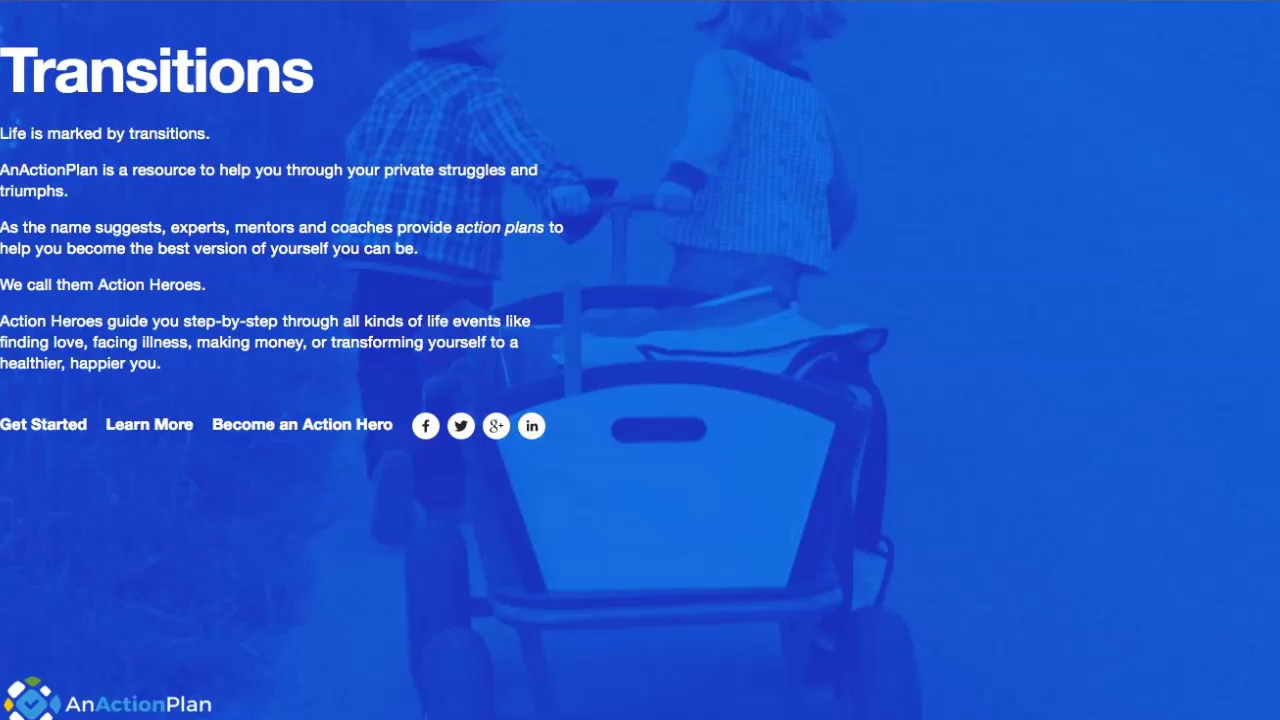 Transitions
Life is marked by transitions.
AnActionPlan is a resource to help you through your private struggles and
triumphs.
As the name suggests, experts, mentors and coaches provide action plans to
help you become the best version of yourself you can be.
We call them Action Heroes.
Action Heroes guide you step-by-step through all kinds of life events like
finding love, facing illness, making money, or transforming yourself to a
healthier, happier you.
Get Started Learn More Become an Action Hero f g+ in
AnActionPlan